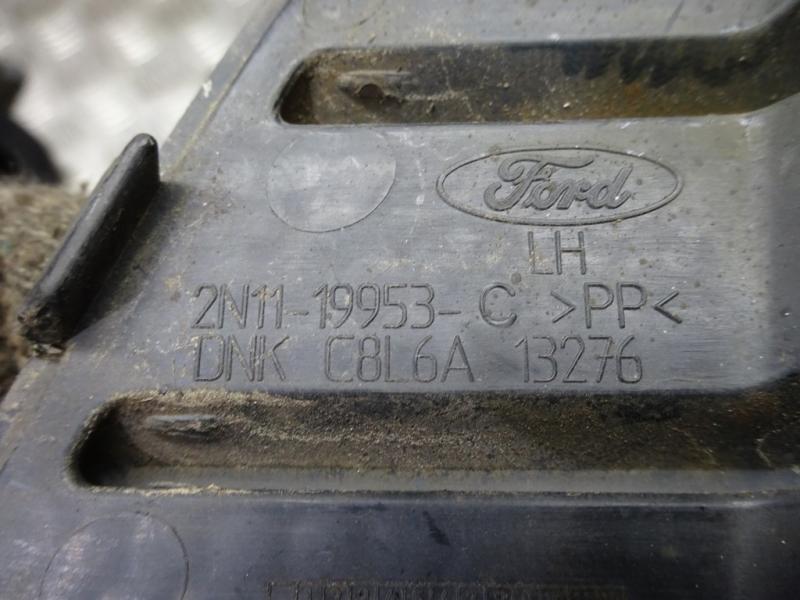 Ford
LH
2N11-19953-C >PP<
DNK C8L6A 13276